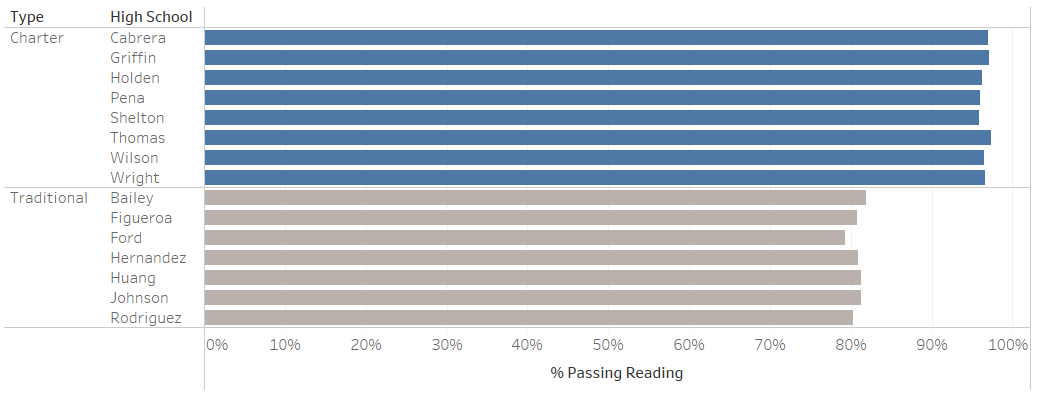 Type High School
Charter Cabrera
Griffin
Holden
Pena
Shelton
Thomas
Wilson
Wright
Traditional Bailey
Figueroa
Ford
Hernandez
Huang
Johnson
Rodriguez
0% 10% 20% 30% 40% 50% 60% 70% 80% 90% 100%
% Passing Reading